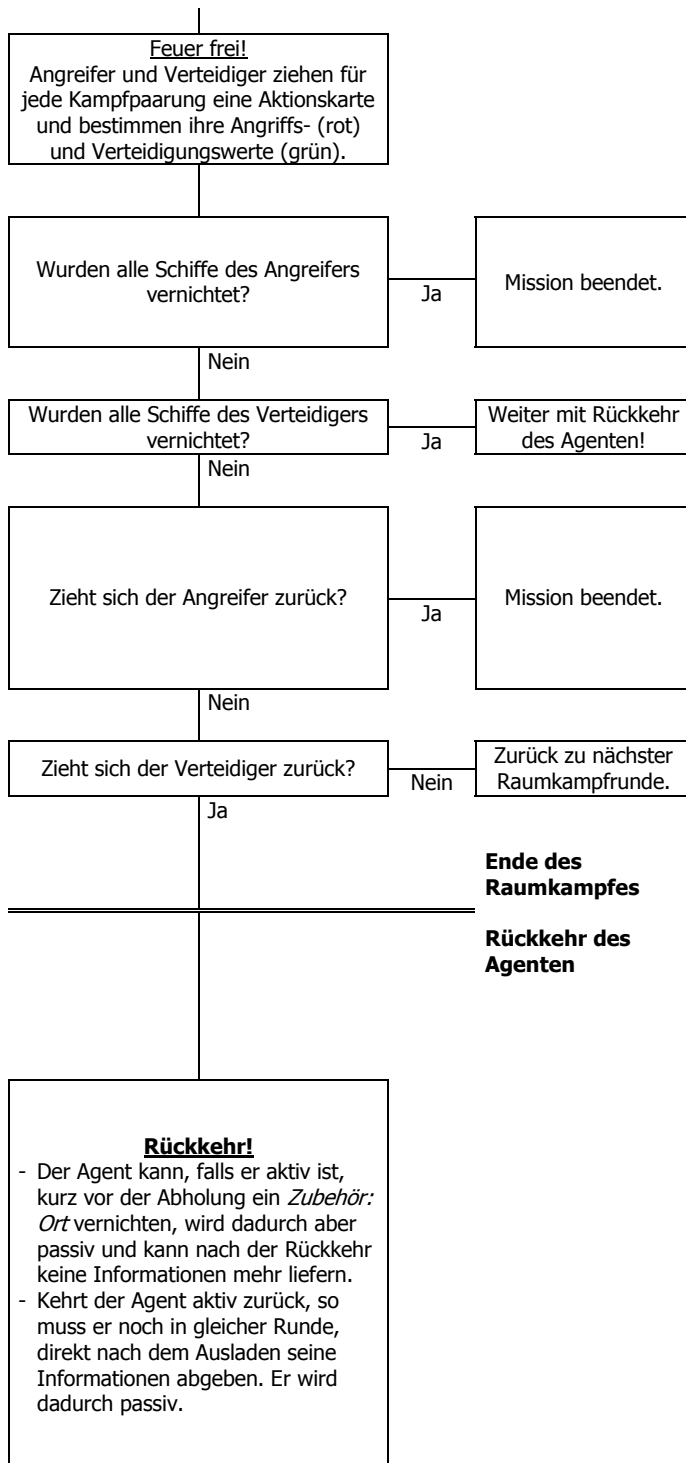 Feuer frei!
Angreifer und Verteidiger ziehen für
jede Kampfpaarung eine Aktionskarte
und bestimmen ihre Angriffs- (rot)
und Verteidigungswerte (grün).
Wurden alle Schiffe des Angreifers
vernichtet?
Ja
Mission beendet.
Nein
Wurden alle Schiffe des Verteidigers
vernichtet?
Ja
Weiter mit Rückkehr
des Agenten!
Nein
Zieht sich der Angreifer zurück?
Ja
Mission beendet.
Nein
Zieht sich der Verteidiger zurück?
Nein
Zurück zu nächster
Raumkampfrunde.
Ja
Ende des
Raumkampfes
Rückkehr des
Agenten
Rückkehr!
- Der Agent kann, falls er aktiv ist,
kurz vor der Abholung ein Zubehör:
Ort vernichten, wird dadurch aber
passiv und kann nach der Rückkehr
keine Informationen mehr liefern.
- Kehrt der Agent aktiv zurück, so
muss er noch in gleicher Runde,
direkt nach dem Ausladen seine
Informationen abgeben. Er wird
dadurch passiv.